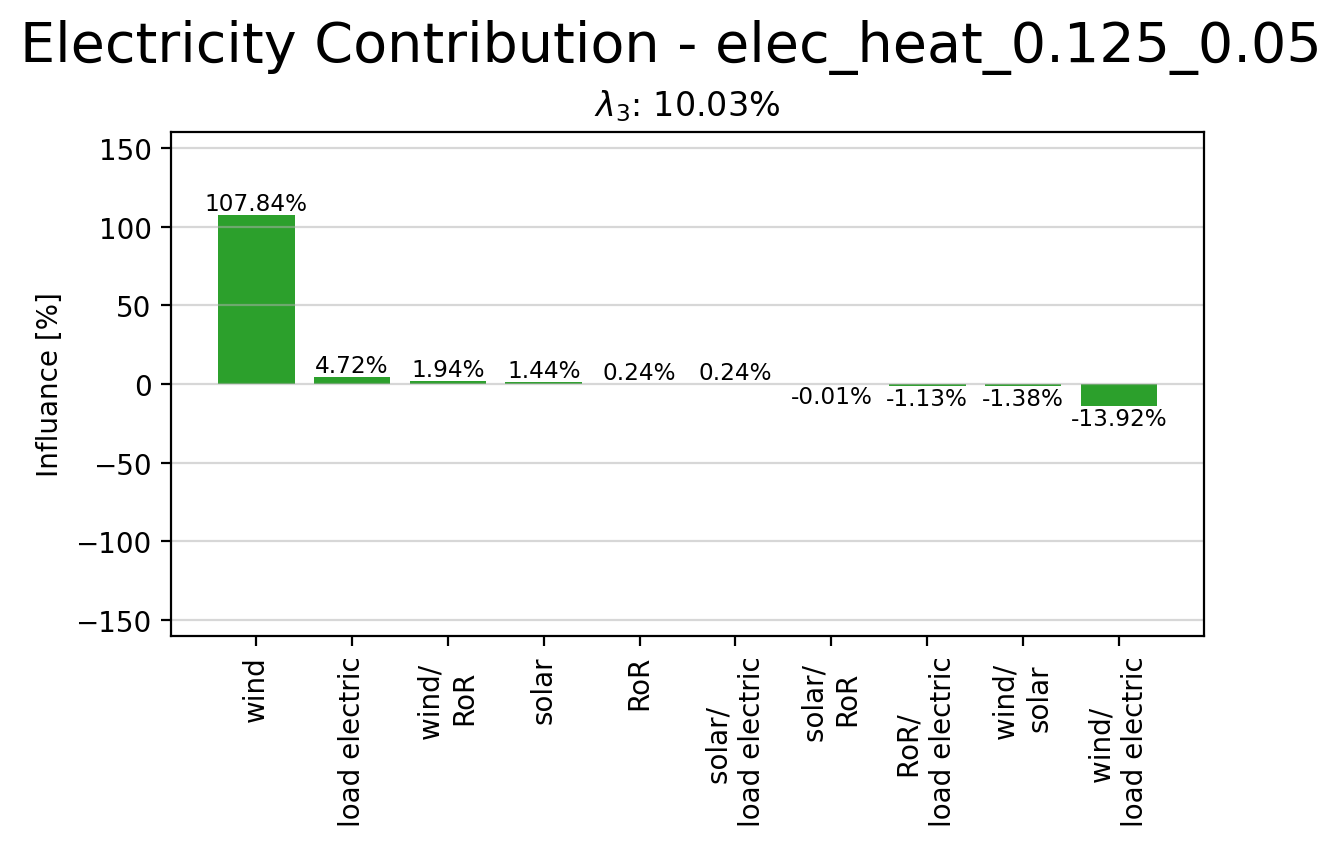 Electricity Contribution - elec_heat_0.125_0.05
λ3: 10.03%
Influance [%]
150
100
50
0
−50
−100
−150
107.84%
4.72%
1.94%
1.44%
0.24%
0.24%
-0.01%
-1.13%
-1.38%
-13.92%
wind
load electric
wind/
RoR
solar
RoR
solar/
load electric
solar/
RoR
RoR/
load electric
wind/
solar
wind/
load electric